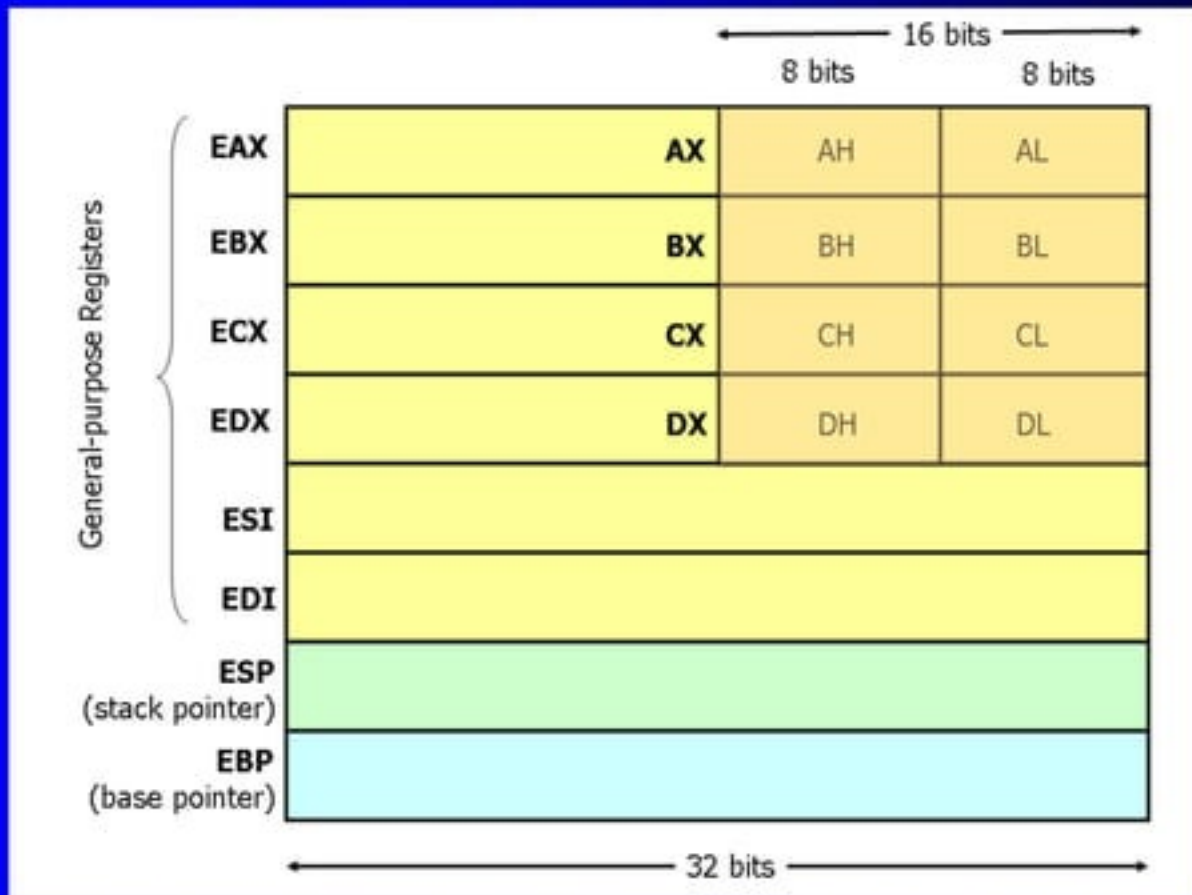 16 bits
8 bits 8 bits
General-purpose Registers
EAX AX AH AL
EBX BX BH BL
ECX CX CH CL
EDX DX DH DL
ESI
EDI
ESP
(stack pointer)
EBP
(base pointer)
32 bits